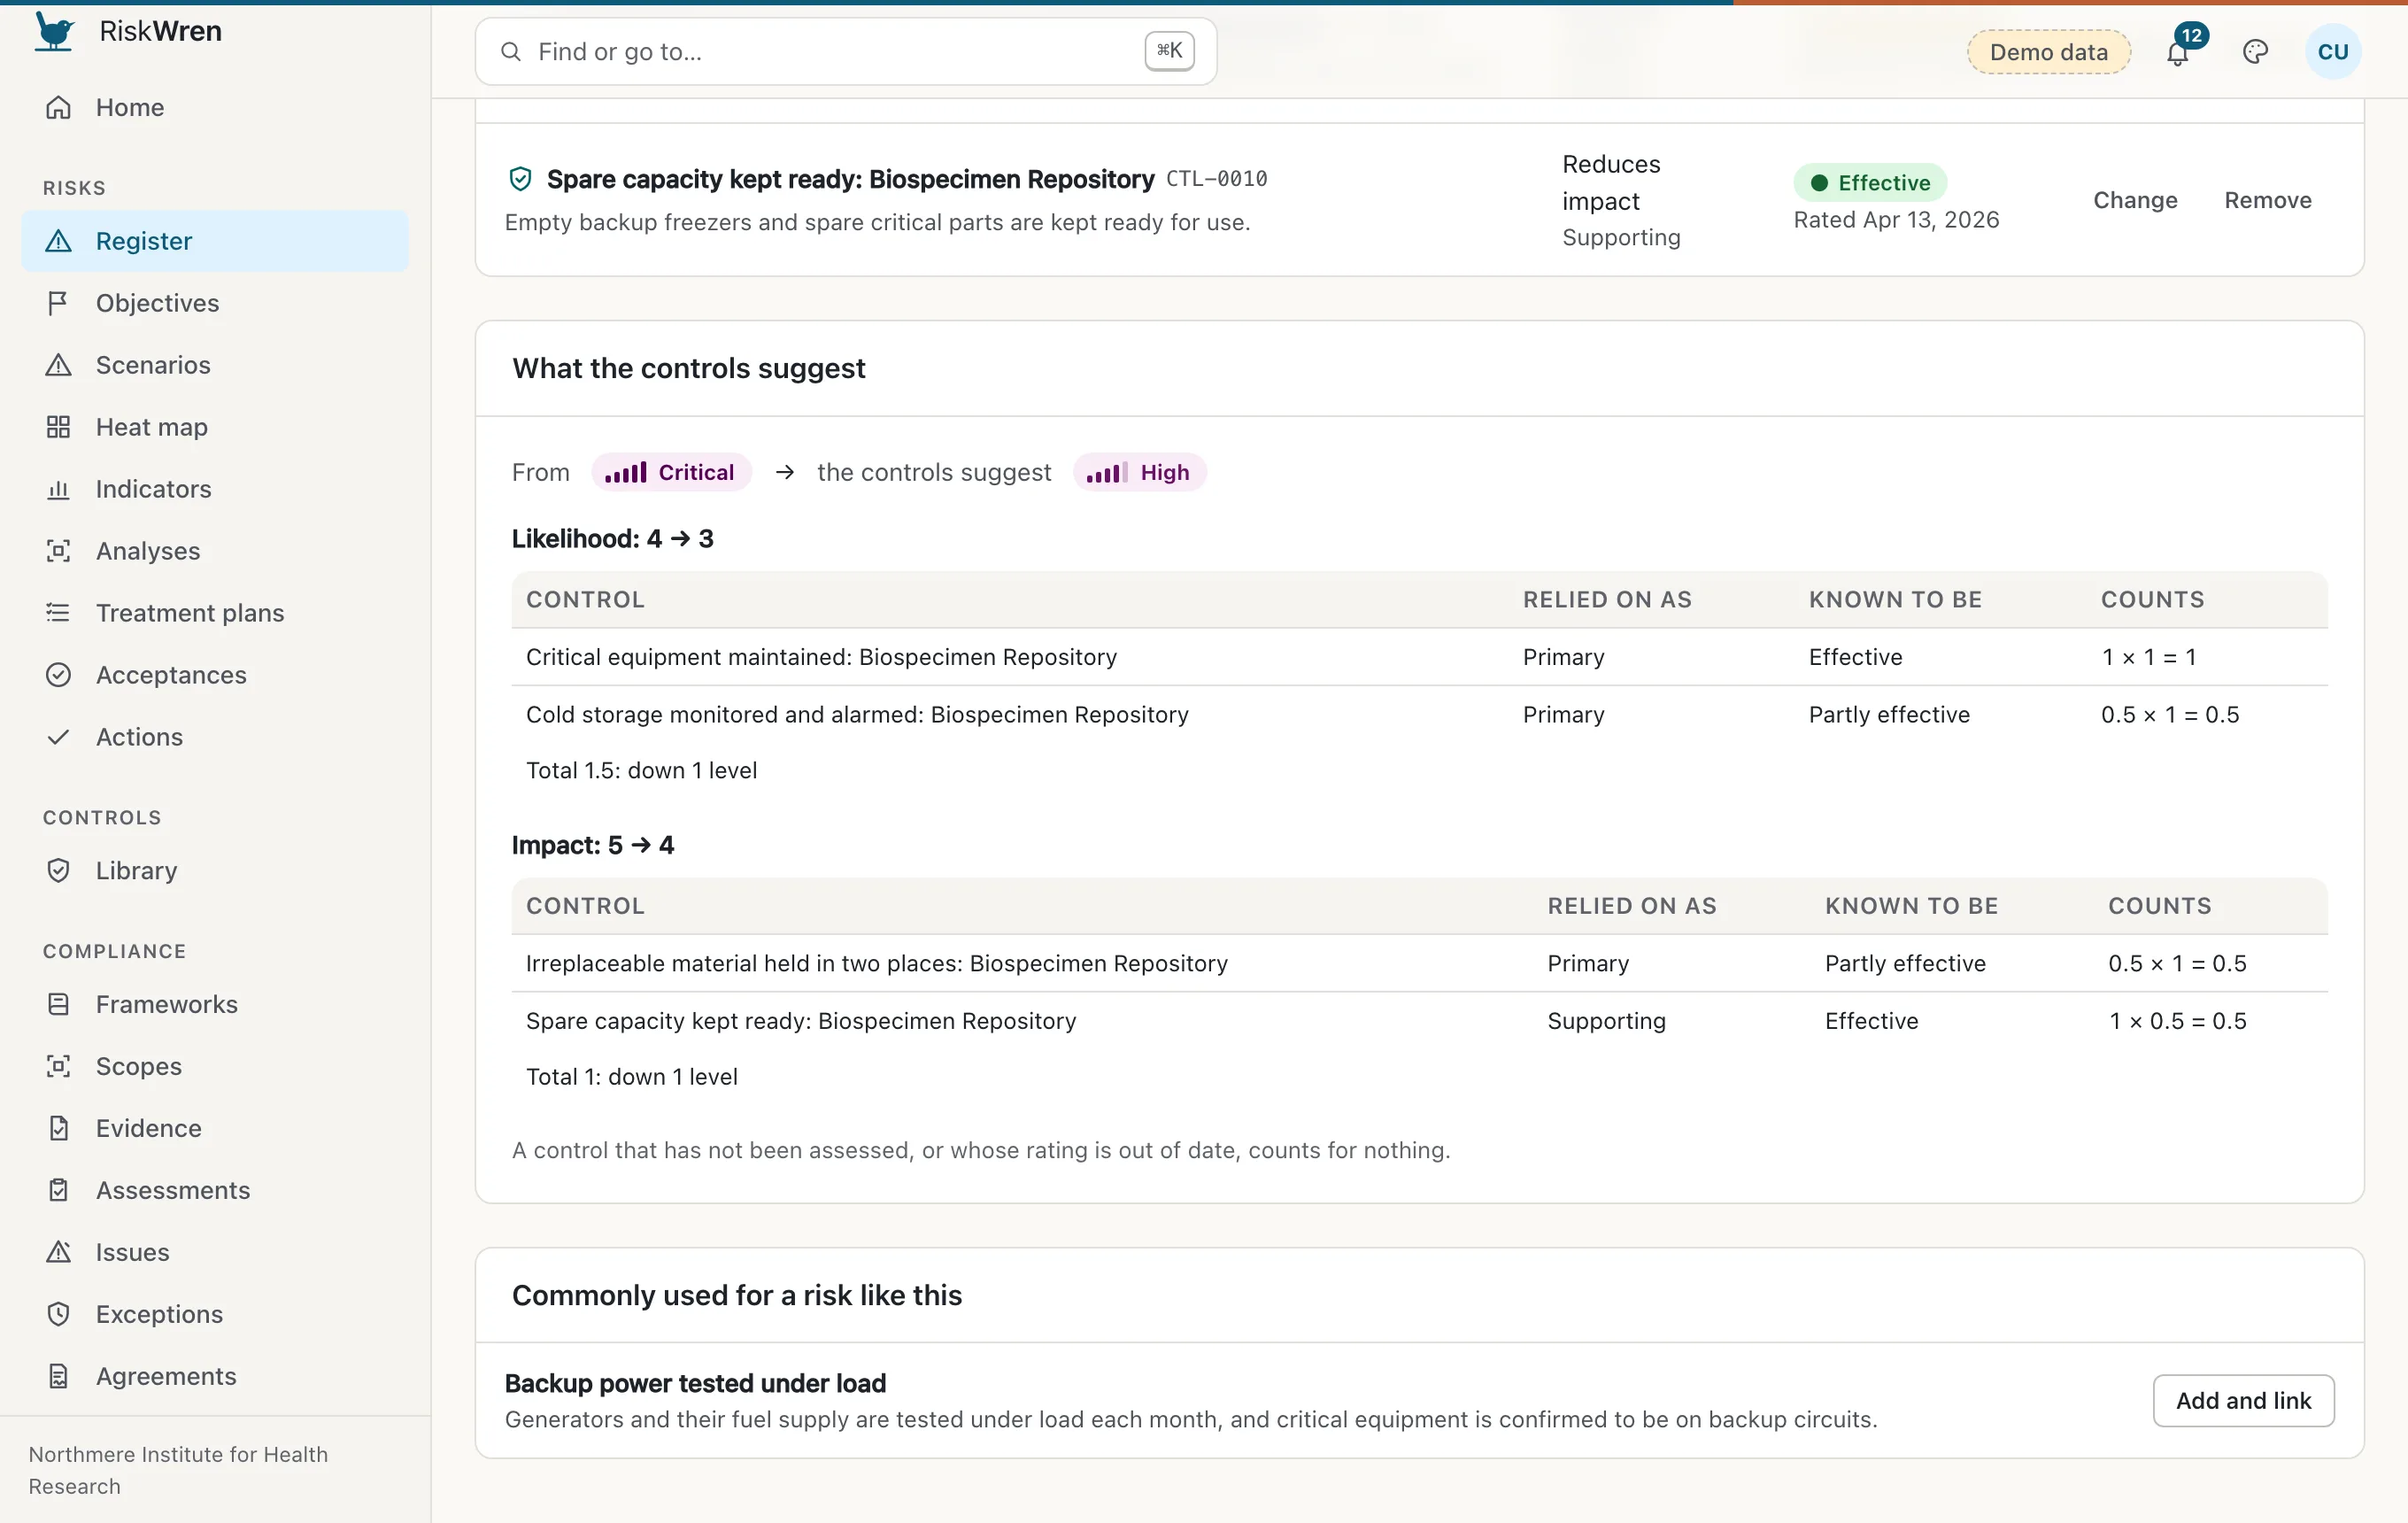 RiskWren
Find or go to...
⌘K
Demo data
12
CU
Home
RISKS
Register
Objectives
Scenarios
Heat map
Indicators
Analyses
Treatment plans
Acceptances
Actions
CONTROLS
Library
COMPLIANCE
Frameworks
Scopes
Evidence
Assessments
Issues
Exceptions
Agreements
Northmere Institute for Health
Research
Spare capacity kept ready: Biospecimen Repository CTL-0010
Empty backup freezers and spare critical parts are kept ready for use.
Reduces
impact
Supporting
Effective
Rated Apr 13, 2026
Change
Remove
What the controls suggest
From Critical → the controls suggest High
Likelihood: 4 → 3
CONTROL RELIED ON AS KNOWN TO BE COUNTS
Critical equipment maintained: Biospecimen Repository Primary Effective 1 × 1 = 1
Cold storage monitored and alarmed: Biospecimen Repository Primary Partly effective 0.5 × 1 = 0.5
Total 1.5: down 1 level
Impact: 5 → 4
CONTROL RELIED ON AS KNOWN TO BE COUNTS
Irreplaceable material held in two places: Biospecimen Repository Primary Partly effective 0.5 × 1 = 0.5
Spare capacity kept ready: Biospecimen Repository Supporting Effective 1 × 0.5 = 0.5
Total 1: down 1 level
A control that has not been assessed, or whose rating is out of date, counts for nothing.
Commonly used for a risk like this
Backup power tested under load
Generators and their fuel supply are tested under load each month, and critical equipment is confirmed to be on backup circuits.
Add and link